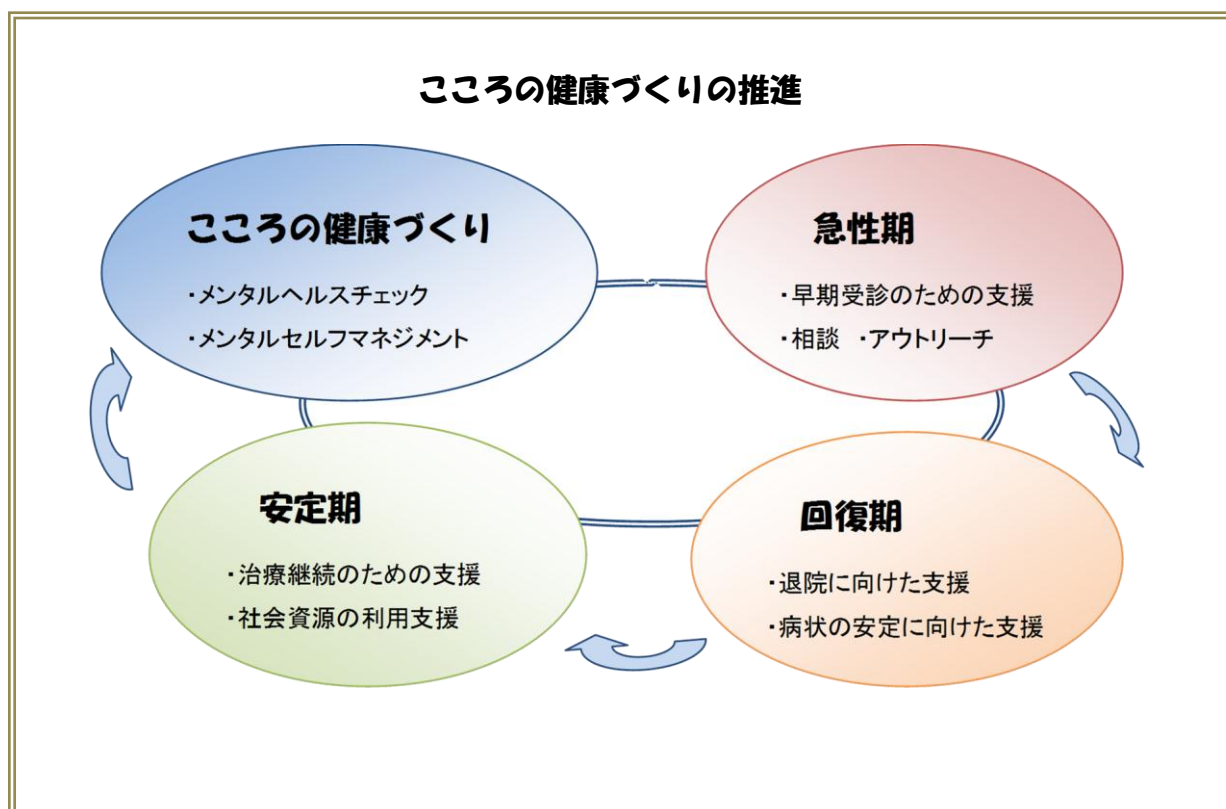 こころの健康づくりの推進
こころの健康づくり
・メンタルヘルスチェック
・メンタルセルフマネジメント
急性期
・早期受診のための支援
・相談 ・アウトリーチ
安定期
・治療継続のための支援
・社会資源の利用支援
回復期
・退院に向けた支援
・病状の安定に向けた支援